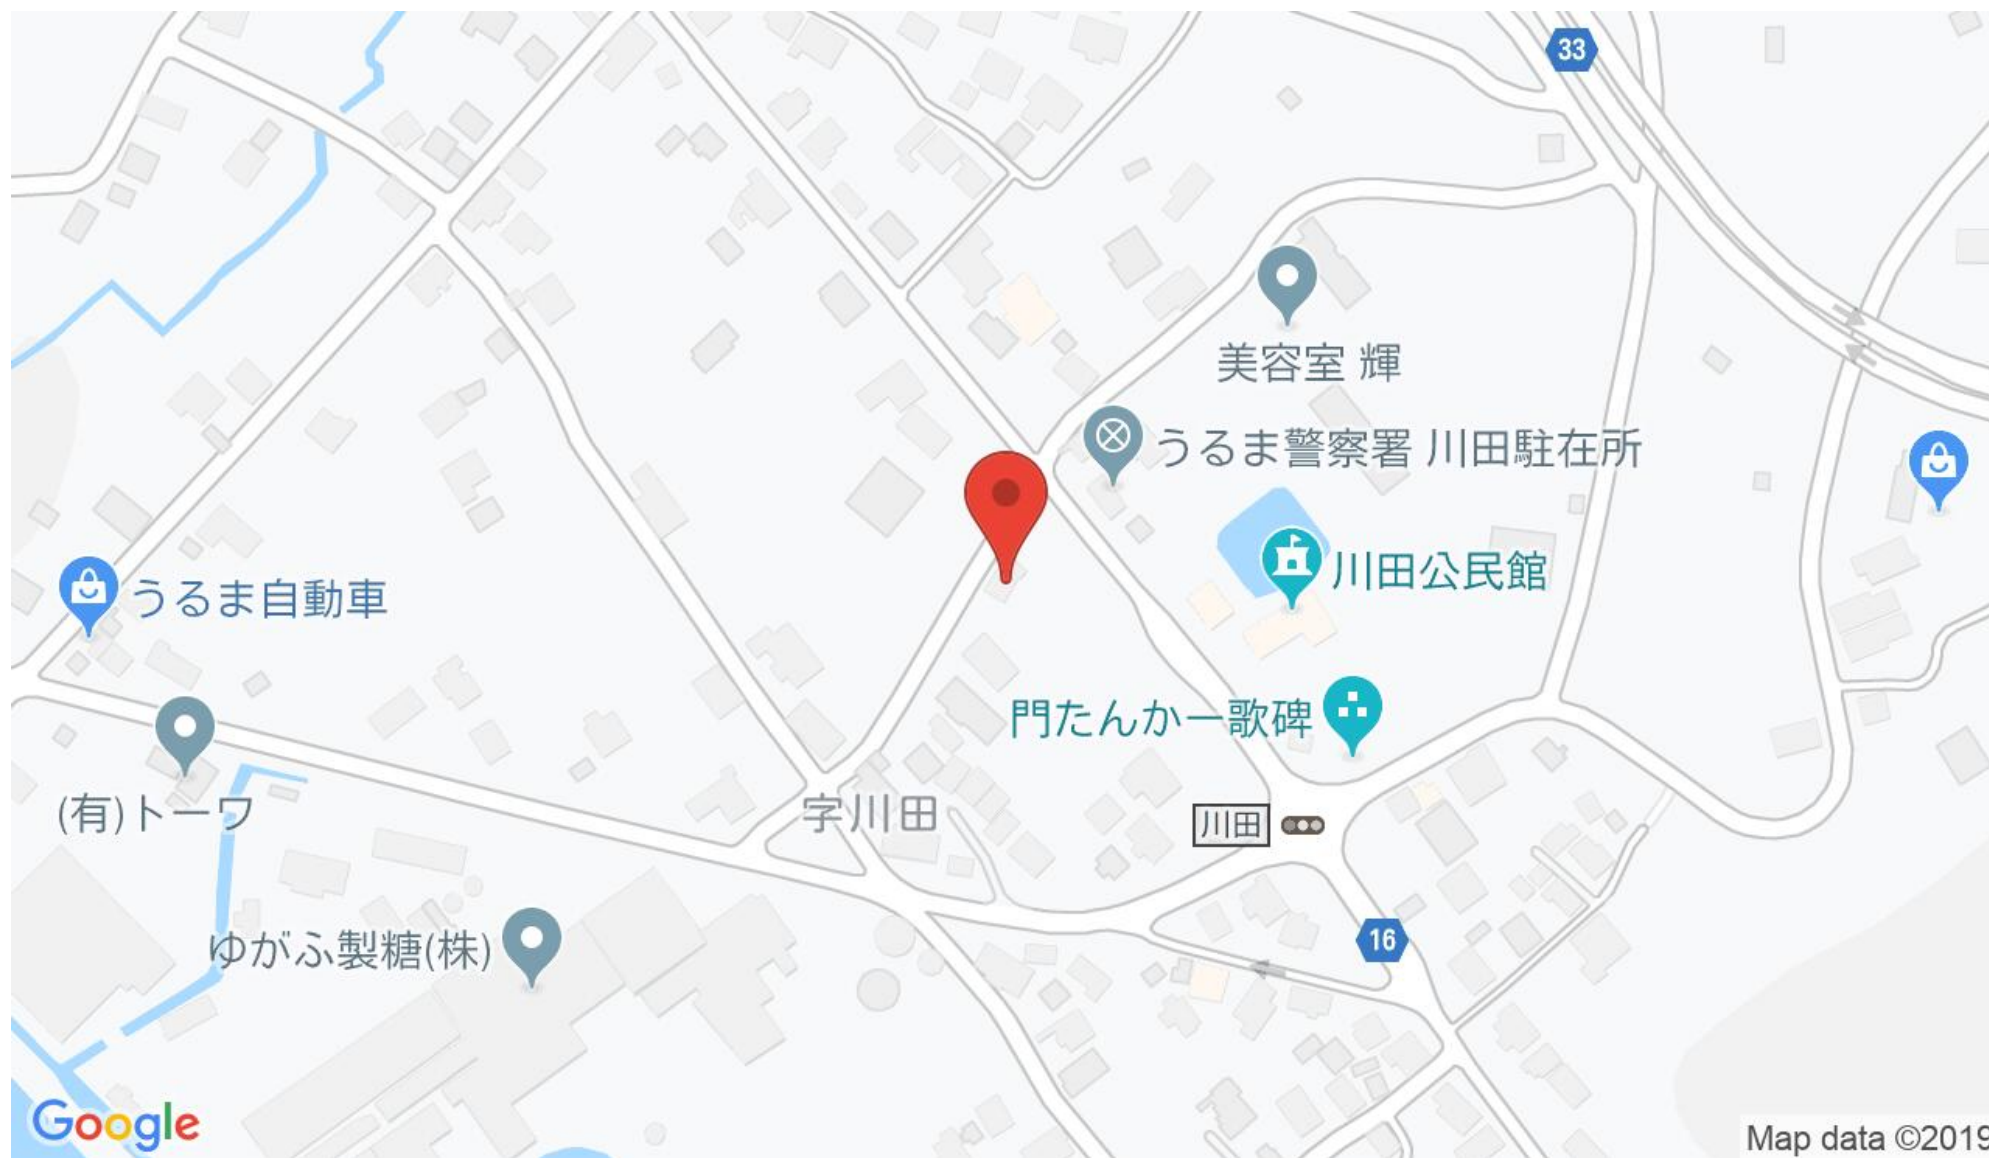 33
美容室 輝
うるま警察署 川田駐在所
川田公民館
うるま自動車
門たんかー歌碑
(有)トーワ
字川田
川田
16
ゆがふ製糖(株)
Google
Map data ©2019